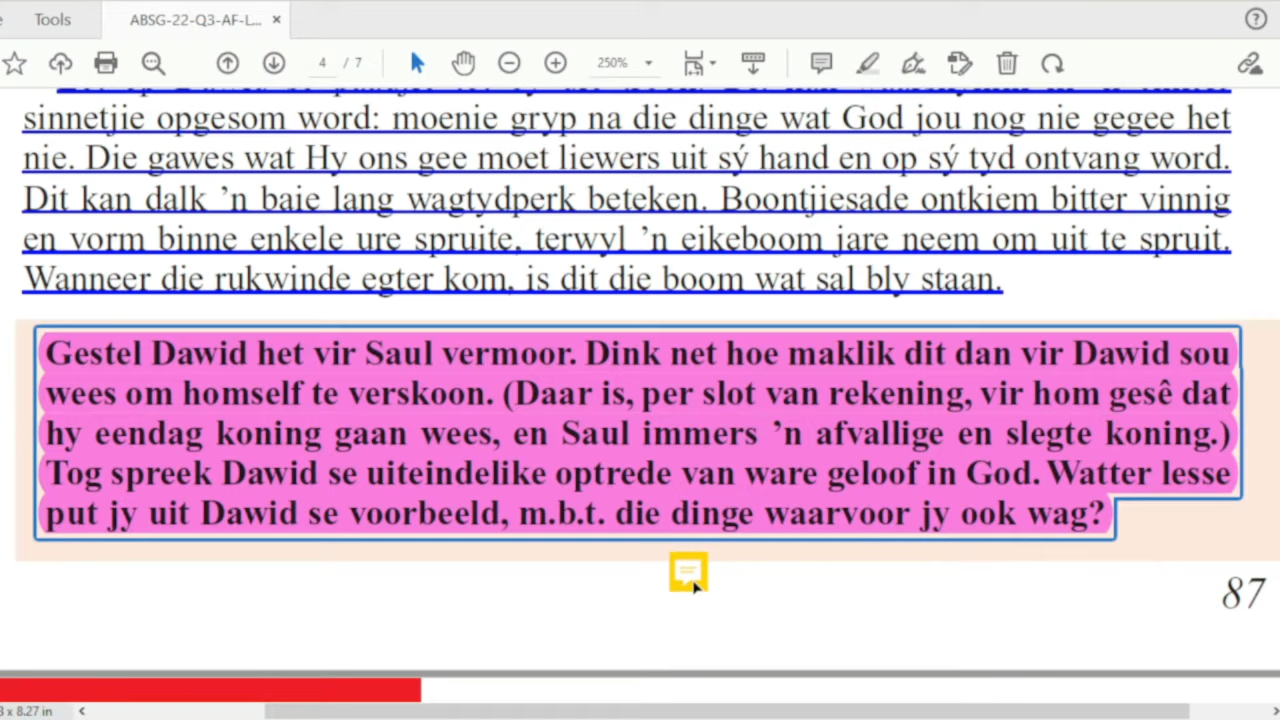 Tools
ABSG-22-Q3-AF-L... ×
4 / 7
250%
sinnetjie opgesom word: moenie gryp na die dinge wat God jou nog nie gegee het
nie. Die gawes wat Hy ons gee moet liewers uit sý hand en op sý tyd ontvang word.
Dit kan dalk ’n baie lang wagtydperk beteken. Boontjiesade ontkiem bitter vinnig
en vorm binne enkele ure spruite, terwyl ’n eikeboom jare neem om uit te spruit.
Wanneer die rukwinde egter kom, is dit die boom wat sal bly staan.
Gestel Dawid het vir Saul vermoor. Dink net hoe maklik dit dan vir Dawid sou
wees om homself te verskoon. (Daar is, per slot van rekening, vir hom gesê dat
hy eendag koning gaan wees, en Saul immers ’n afvallige en slegte koning.)
Tog spreek Dawid se uiteindelike optrede van ware geloof in God. Watter lesse
put jy uit Dawid se voorbeeld, m.b.t. die dinge waarvoor jy ook wag?
87
x 8.27 in